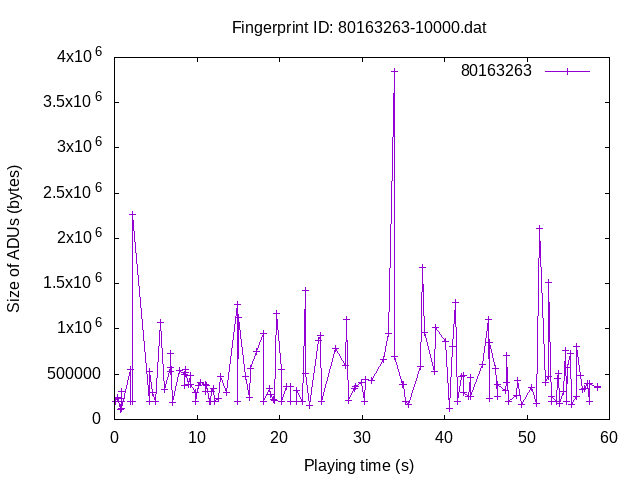 Fingerprint ID: 80163263-10000.dat
80163263
4x10^6
3.5x10^6
3x10^6
2.5x10^6
2x10^6
1.5x10^6
1x10^6
500000
0
Size of ADUs (bytes)
0 10 20 30 40 50 60
Playing time (s)